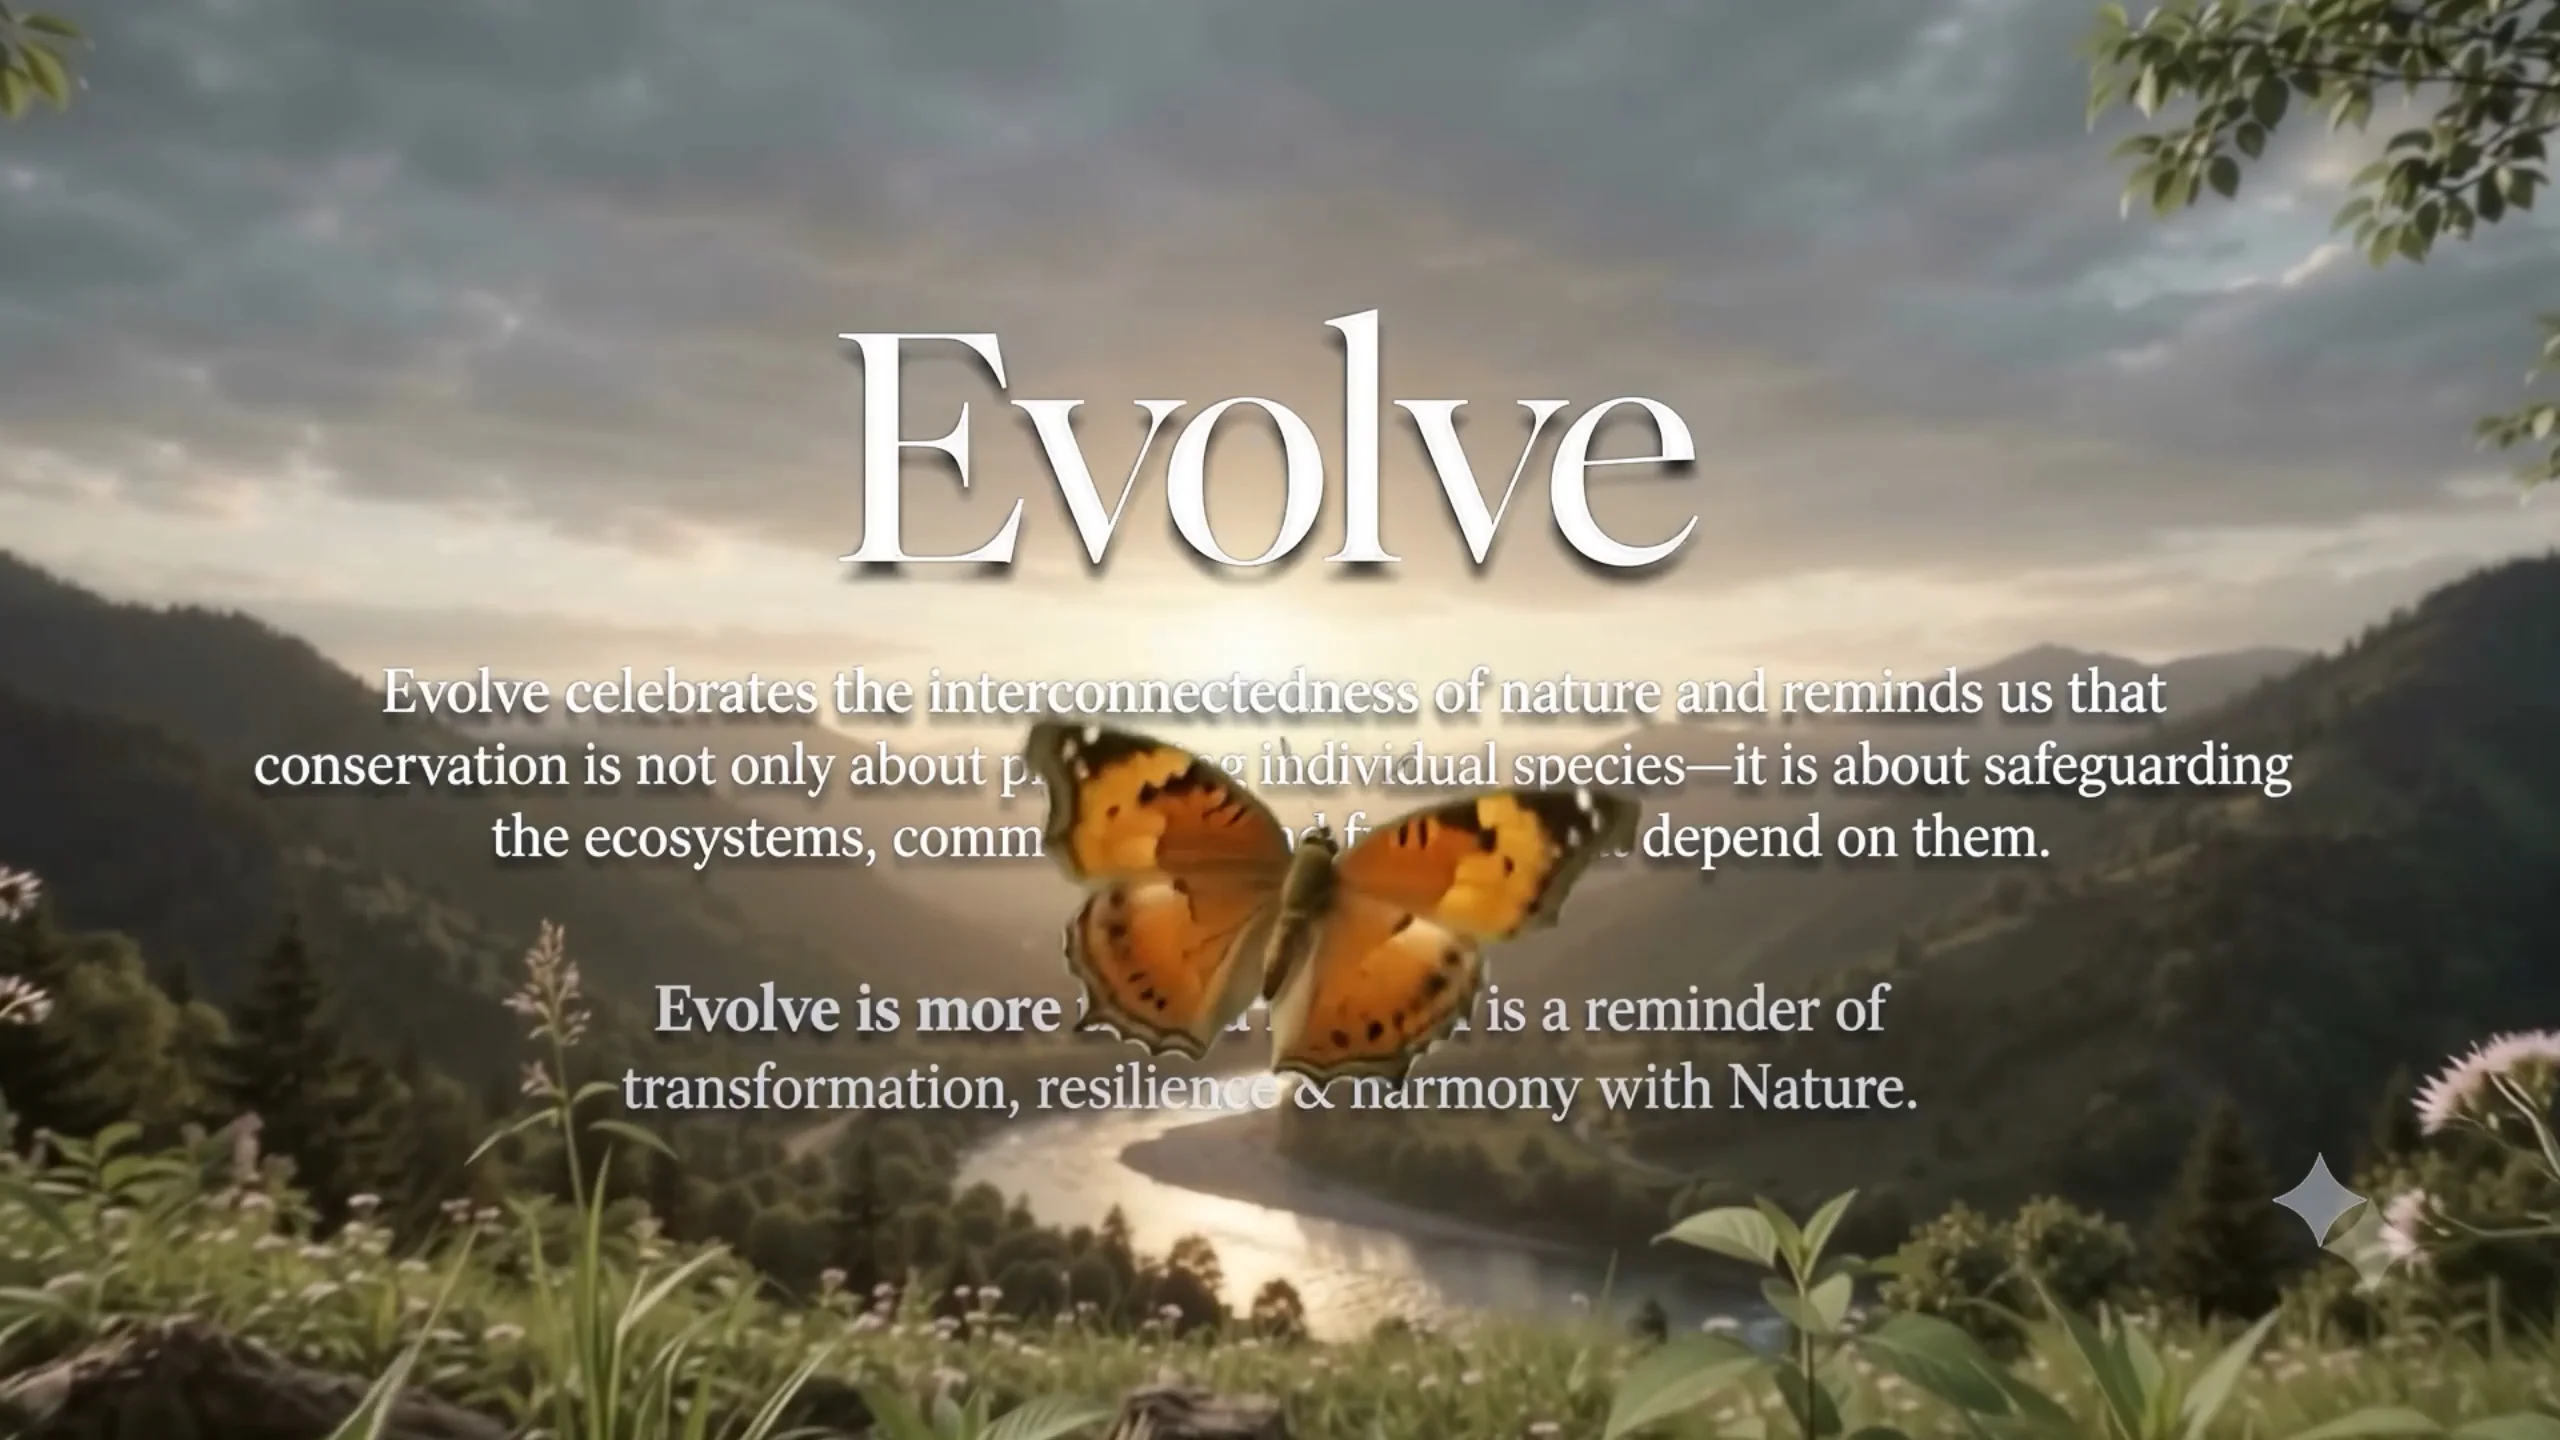 Evolve
Evolve celebrates the interconnectedness of nature and reminds us that
conservation is not only about individual species—it is about safeguarding
the ecosystems, depend on them.
Evolve is more is a reminder of
transformation, resilience & harmony with Nature.